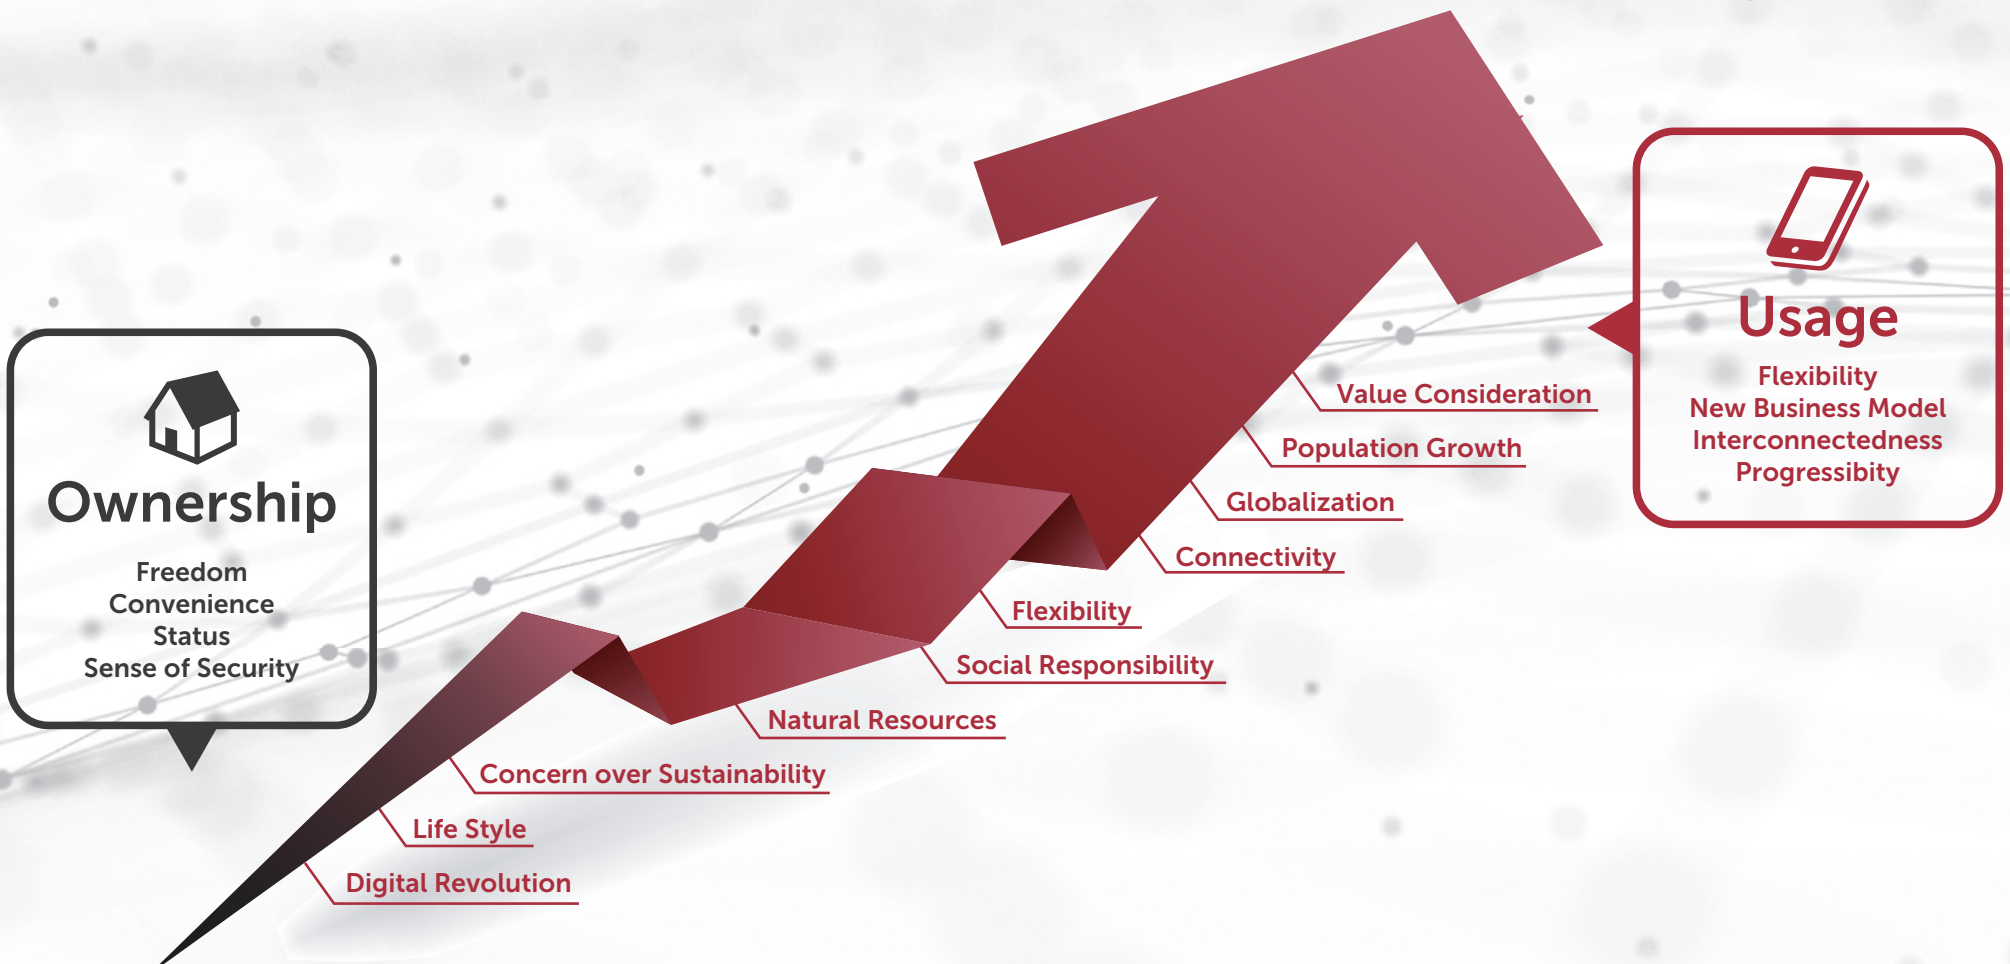 Ownership
Freedom
Convenience
Status
Sense of Security
Digital Revolution
Life Style
Concern over Sustainability
Natural Resources
Social Responsibility
Flexibility
Connectivity
Globalization
Population Growth
Value Consideration
Usage
Flexibility
New Business Model
Interconnectedness
Progressibity